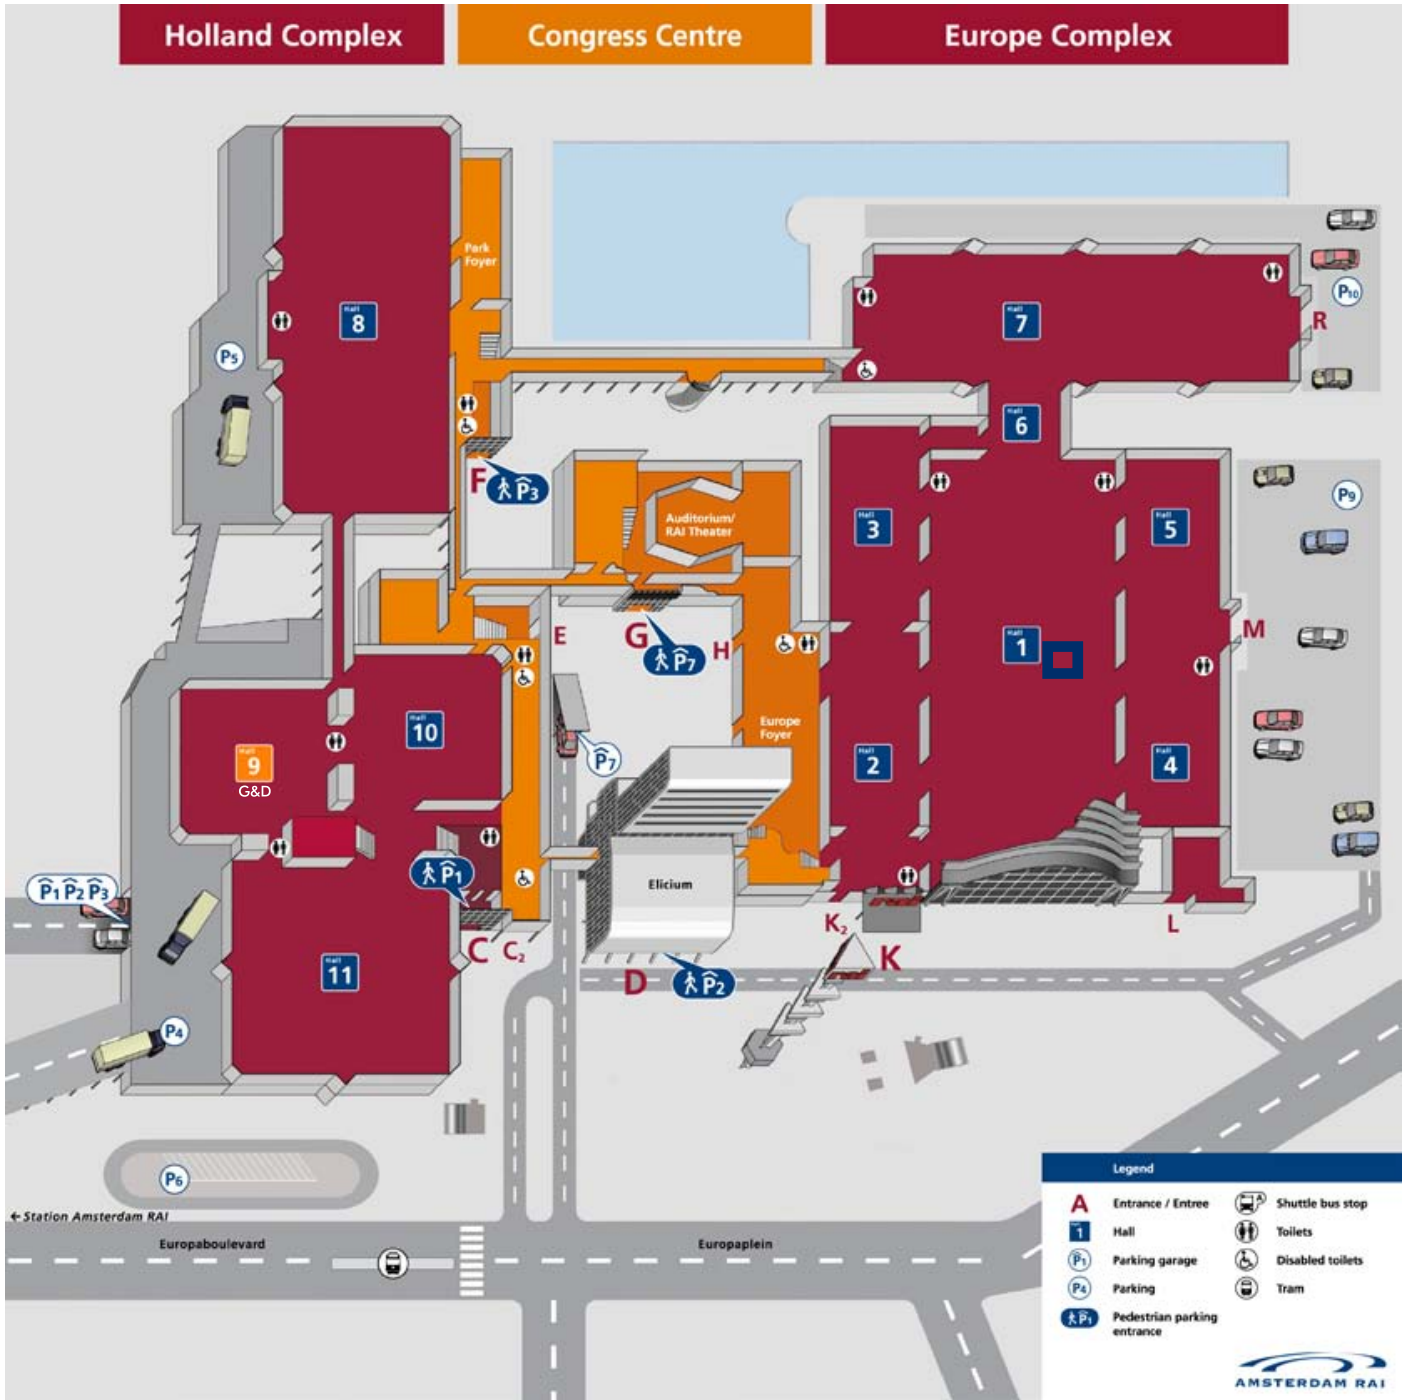 Holland Complex
Congress Centre
Europe Complex
Park
Foyer
Hall
8
P5
Hall
7
P10
R
Hall
6
F
P3
Auditorium/
RAI Theater
Hall
3
Hall
5
P9
E
G
H
P7
Hall
1
M
Hall
10
Hall
9
G&D
P7
Europe
Foyer
Hall
2
Hall
4
P1
P1 P2 P3
Elicium
C
C2
K2
K
L
Hall
11
D
P2
P4
P6
←Station Amsterdam RAI
Europaboulevard
Europaplein
Legend
A Entrance / Entree
Shuttle bus stop
Hall
1
Hall
Toilets
P1 Parking garage
Disabled toilets
P4 Parking
Tram
P1 Pedestrian parking
entrance
AMSTERDAM RAI